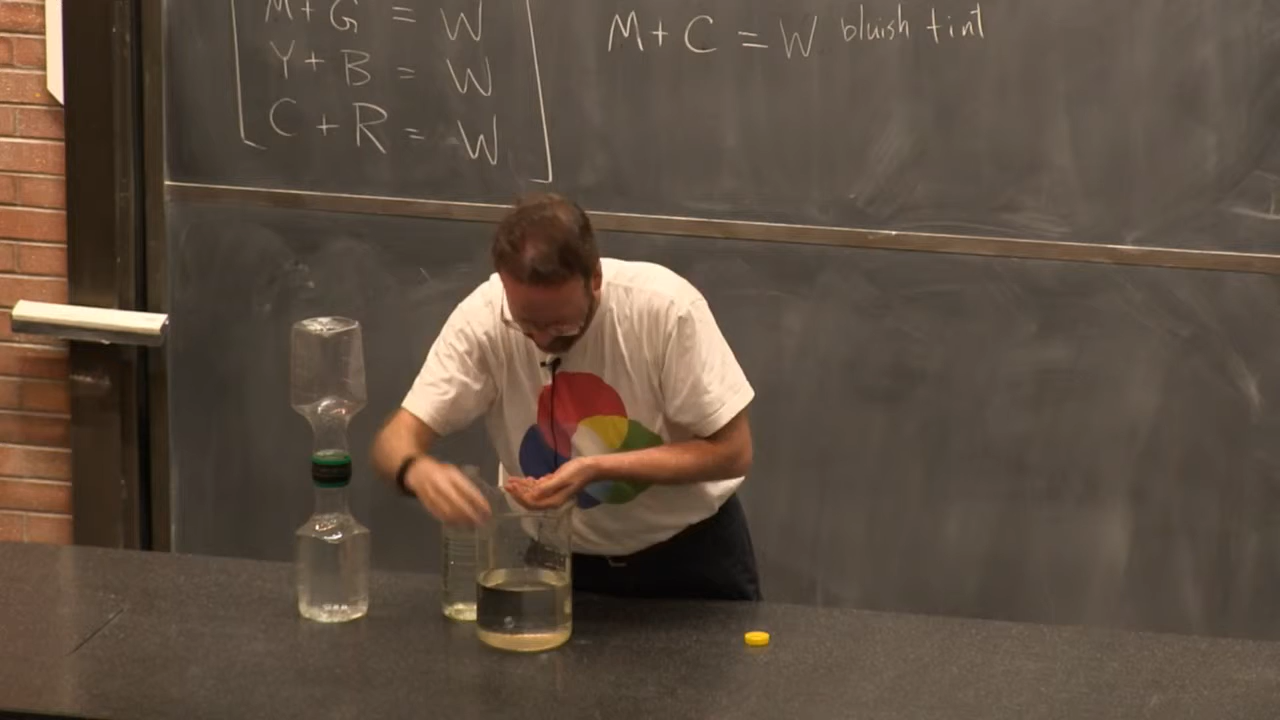 M+G = W
Y+B = W
C+R = W
M+C = W bluish tint